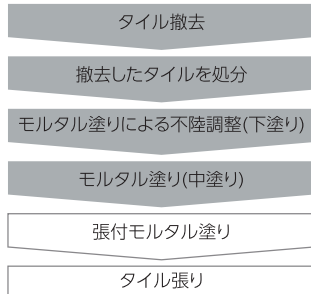 タイル撤去
撤去したタイルを処分
モルタル塗りによる不陸調整(下塗り)
モルタル塗り(中塗り)
張付モルタル塗り
タイル張り